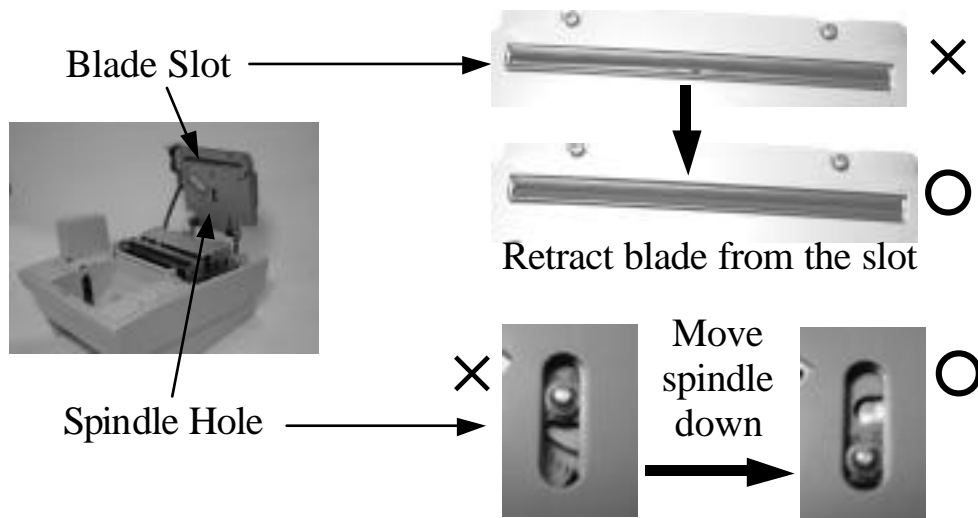 Blade Slot
Retract blade from the slot
Move
spindle
down
Spindle Hole